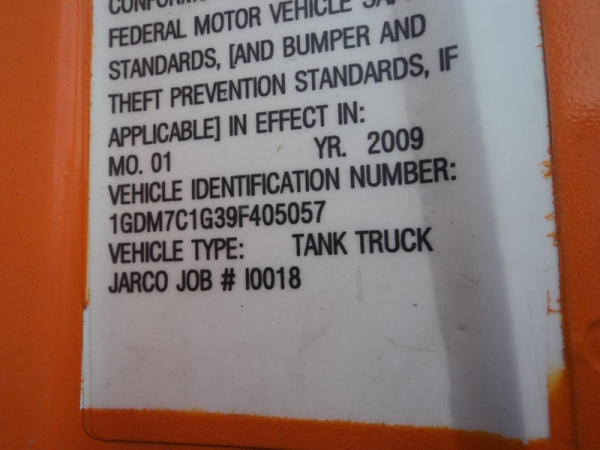 FEDERAL MOTOR VEHICLE
STANDARDS, [AND BUMPER AND
THEFT PREVENTION STANDARDS, IF
APPLICABLE] IN EFFECT IN:
MO. 01 YR. 2009
VEHICLE IDENTIFICATION NUMBER:
1GDM7C1G39F405057
VEHICLE TYPE: TANK TRUCK
JARCO JOB # I0018